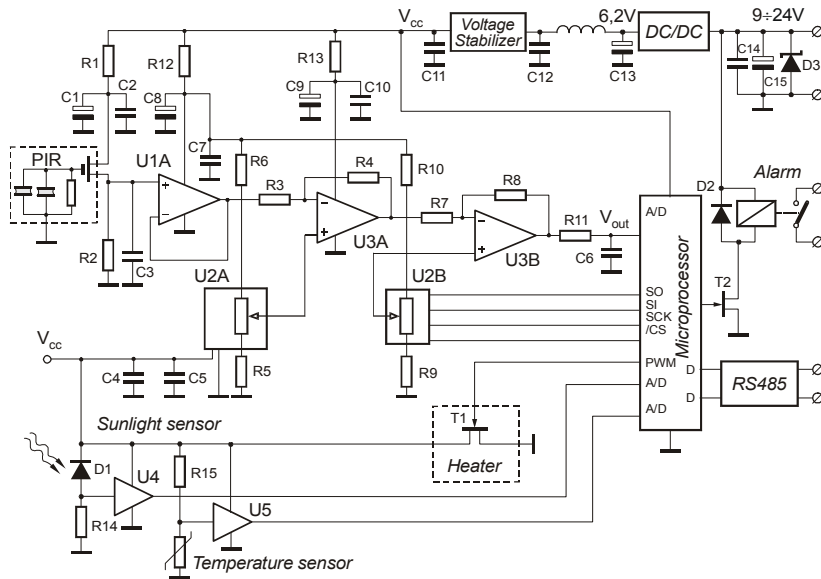 Vcc
Voltage
Stabilizer
6,2V
DC/DC
9÷24V
R1
R12
R13
C11
C12
C13
C14
C15
D3
C1
C2
C8
C9
C10
PIR
U1A
C7
R6
R4
R10
R3
R7
R8
R11
Vout
U3A
U3B
C6
R2
C3
U2A
U2B
A/D
Microprocessor
SO
SI
SCK
/CS
PWM
A/D
A/D
D
D
D2
Alarm
T2
RS485
Vcc
C4
C5
R5
R9
Sunlight sensor
T1
Heater
D1
U4
R15
U5
R14
Temperature sensor